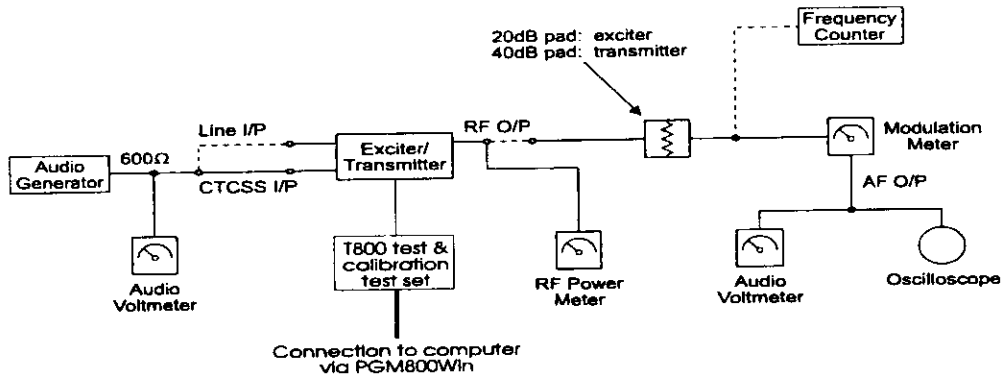 Frequency
Counter
20dB pad: exciter
40dB pad: transmitter
Line I/P
RF O/P
Modulation
Meter
600Ω
Exciter/
Transmitter
Audio
Generator
CTCSS I/P
AF O/P
T800 test &
calibration
test set
Audio
Voltmeter
RF Power
Meter
Audio
Voltmeter
Oscilloscope
Connection to computer
via PGM800Win